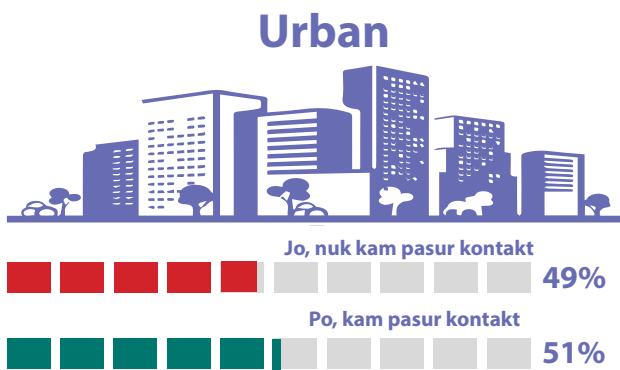 Urban
Jo, nuk kam pasur kontakt
49%
Po, kam pasur kontakt
51%